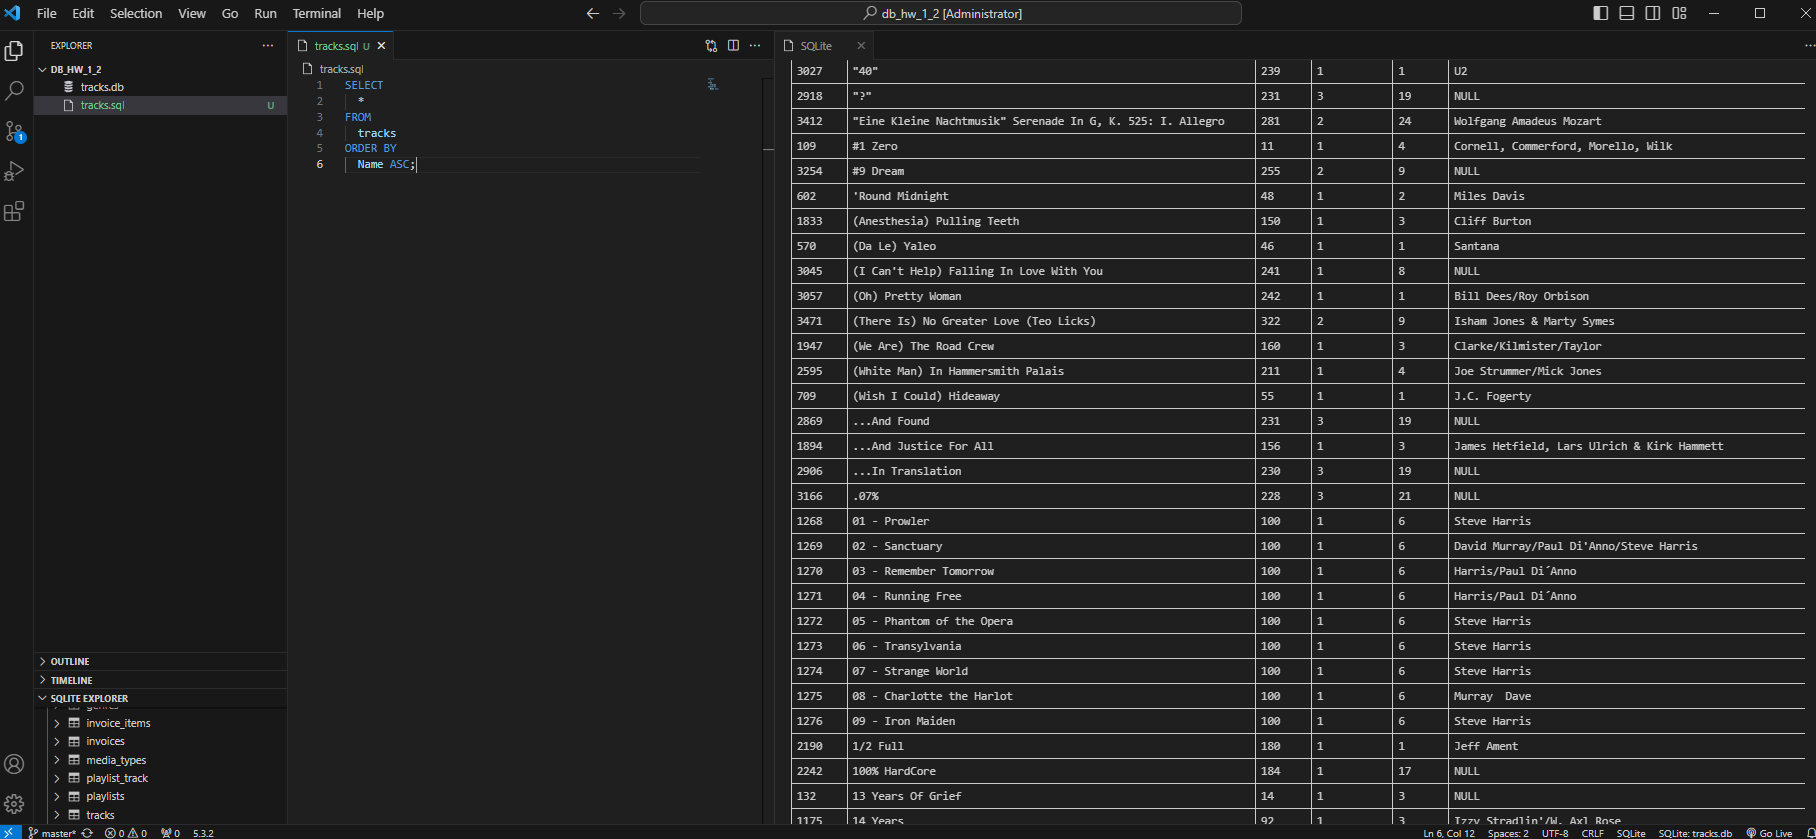 File Edit Selection View Go Run Terminal Help
db_hw_1_2 [Administrator]
EXPLORER
DB_HW_1_2
tracks.db
tracks.sql U
OUTLINE
TIMELINE
SQLITE EXPLORER
genres
invoice_items
invoices
media_types
playlist_track
playlists
tracks
tracks.sql U
tracks.sql
1 SELECT
2 *
3 FROM
4 tracks
5 ORDER BY
6 Name ASC;
SQLite
3027 "40" 239 1 1 U2
2918 "?" 231 3 19 NULL
3412 "Eine Kleine Nachtmusik" Serenade In G, K. 525: I. Allegro 281 2 24 Wolfgang Amadeus Mozart
109 #1 Zero 11 1 4 Cornell, Commerford, Morello, Wilk
3254 #9 Dream 255 2 9 NULL
602 'Round Midnight 48 1 2 Miles Davis
1833 (Anesthesia) Pulling Teeth 150 1 3 Cliff Burton
570 (Da Le) Yaleo 46 1 1 Santana
3045 (I Can't Help) Falling In Love With You 241 1 8 NULL
3057 (Oh) Pretty Woman 242 1 1 Bill Dees/Roy Orbison
3471 (There Is) No Greater Love (Teo Licks) 322 2 9 Isham Jones & Marty Symes
1947 (We Are) The Road Crew 160 1 3 Clarke/Kilmister/Taylor
2595 (White Man) In Hammersmith Palais 211 1 4 Joe Strummer/Mick Jones
709 (Wish I Could) Hideaway 55 1 1 J.C. Fogerty
2869 ...And Found 231 3 19 NULL
1894 ...And Justice For All 156 1 3 James Hetfield, Lars Ulrich & Kirk Hammett
2906 ...In Translation 230 3 19 NULL
3166 .07% 228 3 21 NULL
1268 01 - Prowler 100 1 6 Steve Harris
1269 02 - Sanctuary 100 1 6 David Murray/Paul Di'Anno/Steve Harris
1270 03 - Remember Tomorrow 100 1 6 Harris/Paul Di´Anno
1271 04 - Running Free 100 1 6 Harris/Paul Di´Anno
1272 05 - Phantom of the Opera 100 1 6 Steve Harris
1273 06 - Transylvania 100 1 6 Steve Harris
1274 07 - Strange World 100 1 6 Steve Harris
1275 08 - Charlotte the Harlot 100 1 6 Murray  Dave
1276 09 - Iron Maiden 100 1 6 Steve Harris
2190 1/2 Full 180 1 1 Jeff Ament
2242 100% HardCore 184 1 17 NULL
132 13 Years Of Grief 14 1 3 NULL
1175 14 Years 92 1 3 Izzy Stradlin'/W. Axl Rose
1
master* 0 0 0 5.3.2
Ln 6, Col 12 Spaces: 2 UTF-8 CRLF SQLite SQLite: tracks.db Go Live